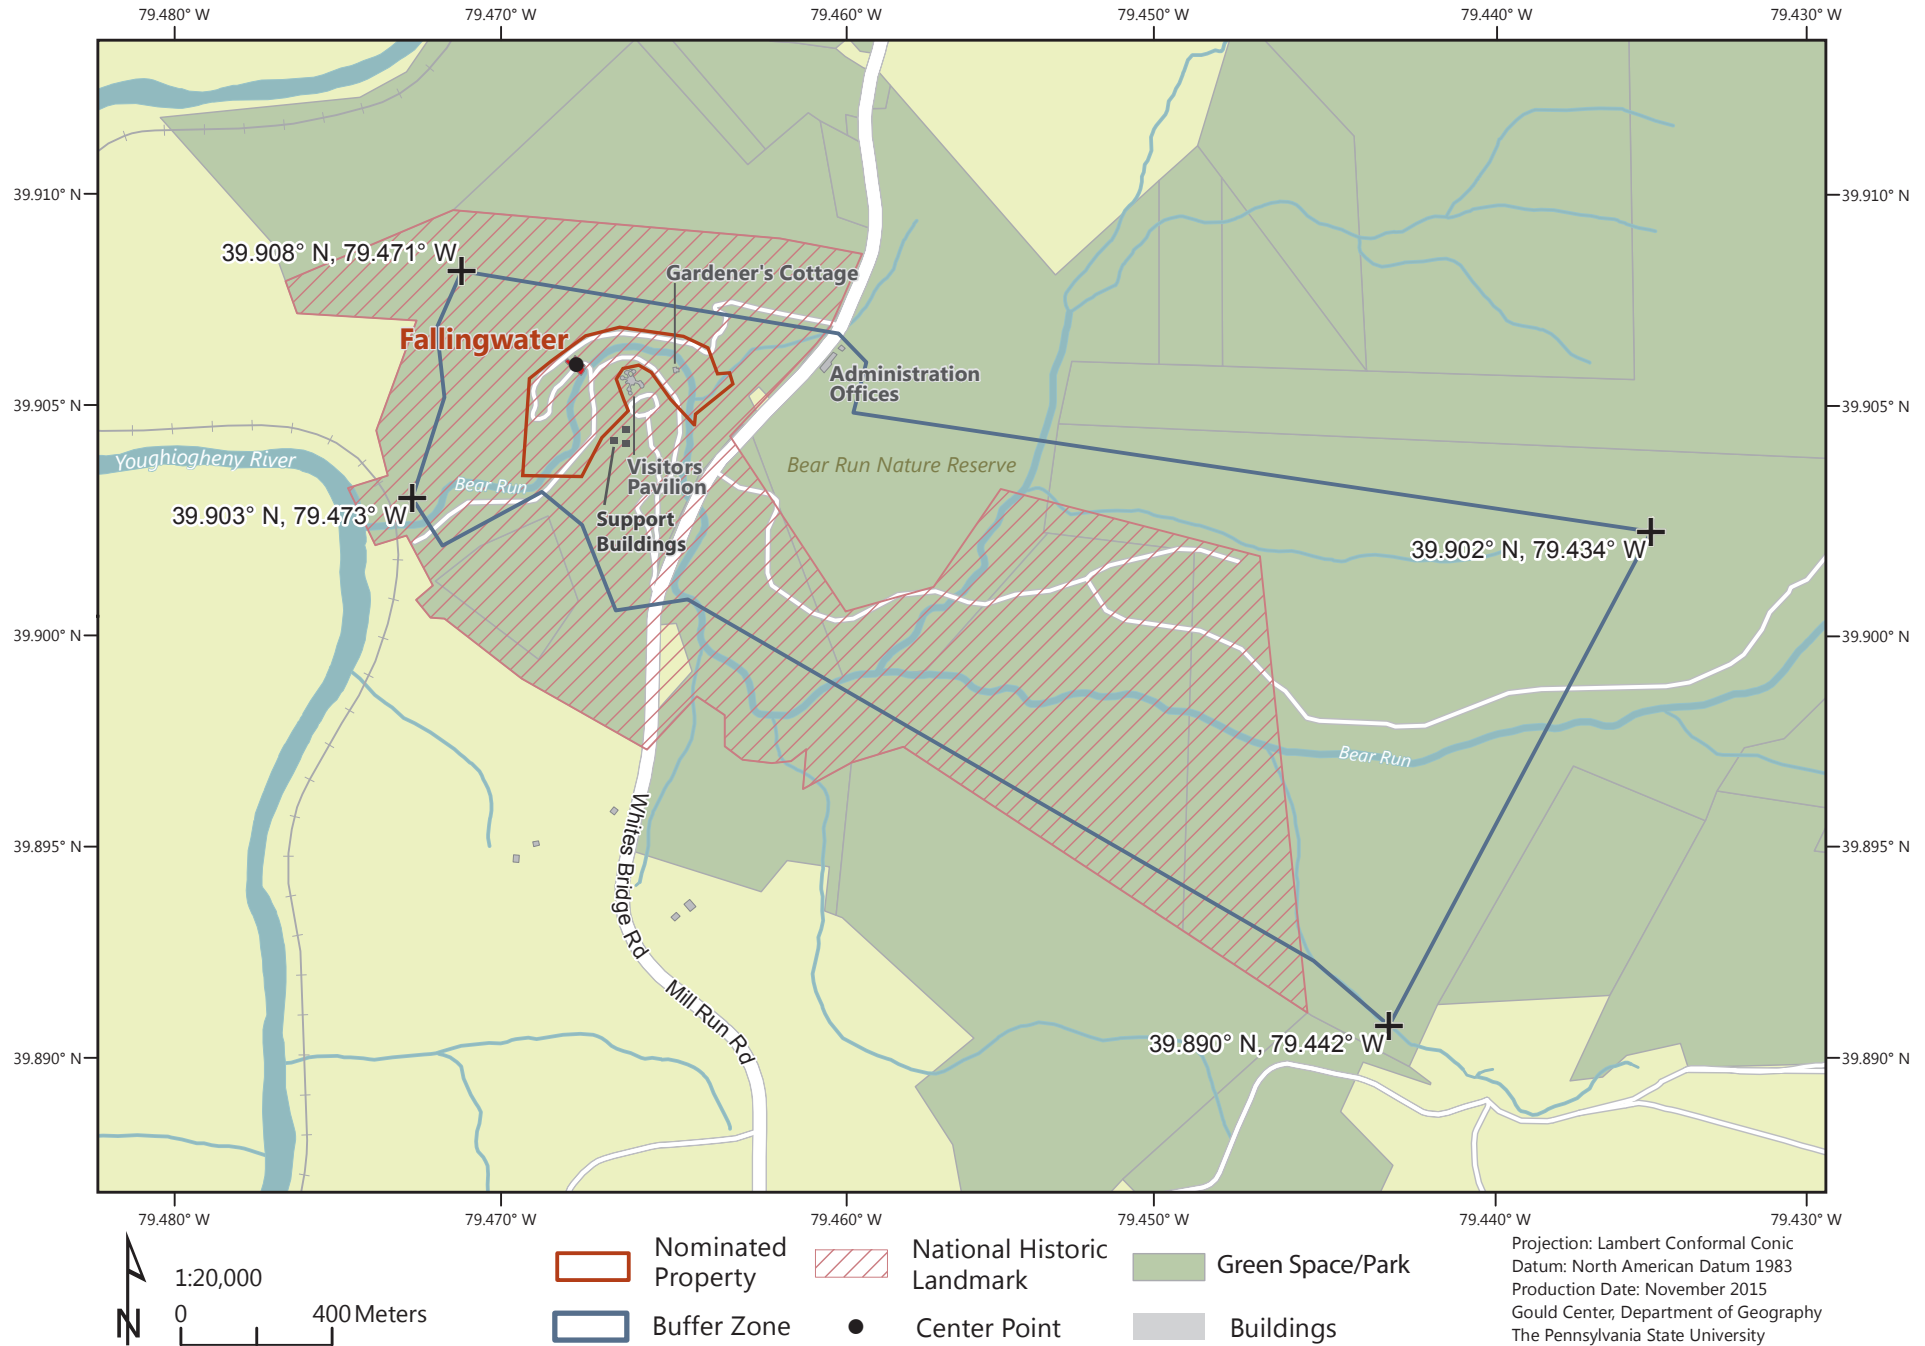 79.480° W
79.470° W
79.460° W
79.450° W
79.440° W
79.430° W
39.910° N
39.910° N
39.908° N, 79.471° W
Gardener's Cottage
Fallingwater
Administration
Offices
39.905° N
39.905° N
Youghiogheny River
Bear Run Nature Reserve
Visitors
Pavilion
Bear Run
39.903° N, 79.473° W
Support
Buildings
39.902° N, 79.434° W
39.900° N
39.900° N
Bear Run
Whites Bridge Rd
39.895° N
39.895° N
Mill Run Rd
39.890° N, 79.442° W
39.890° N
39.890° N
79.480° W
79.470° W
79.460° W
79.450° W
79.440° W
79.430° W
N
1:20,000
0 400 Meters
Nominated
Property
Buffer Zone
National Historic
Landmark
Center Point
Green Space/Park
Buildings
Projection: Lambert Conformal Conic
Datum: North American Datum 1983
Production Date: November 2015
Gould Center, Department of Geography
The Pennsylvania State University